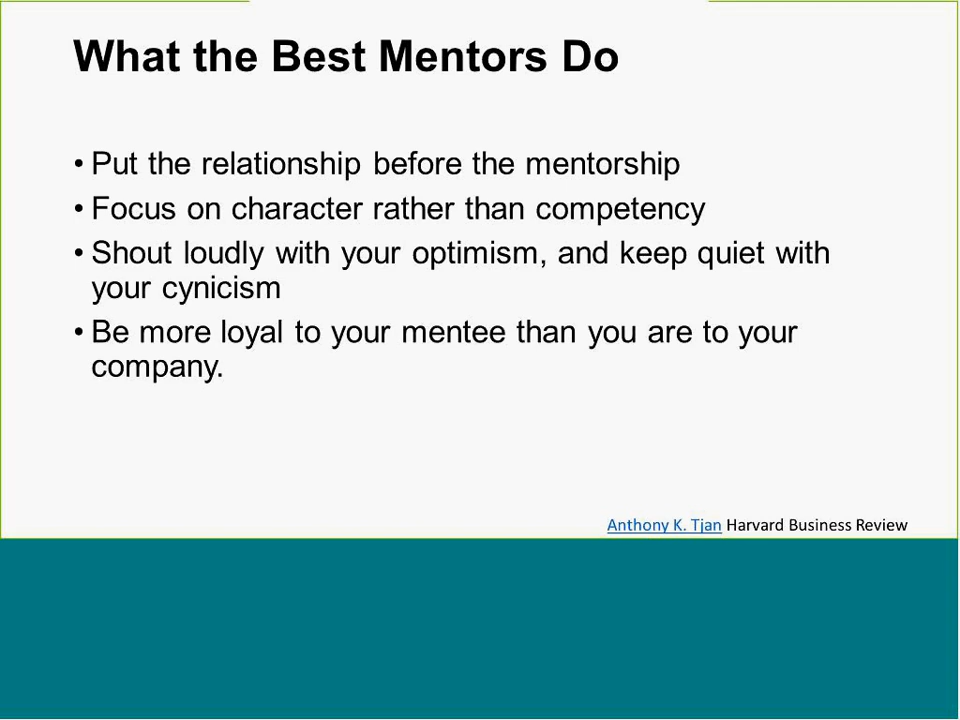 What the Best Mentors Do
• Put the relationship before the mentorship
• Focus on character rather than competency
• Shout loudly with your optimism, and keep quiet with
your cynicism
• Be more loyal to your mentee than you are to your
company.
Anthony K. Tjan Harvard Business Review